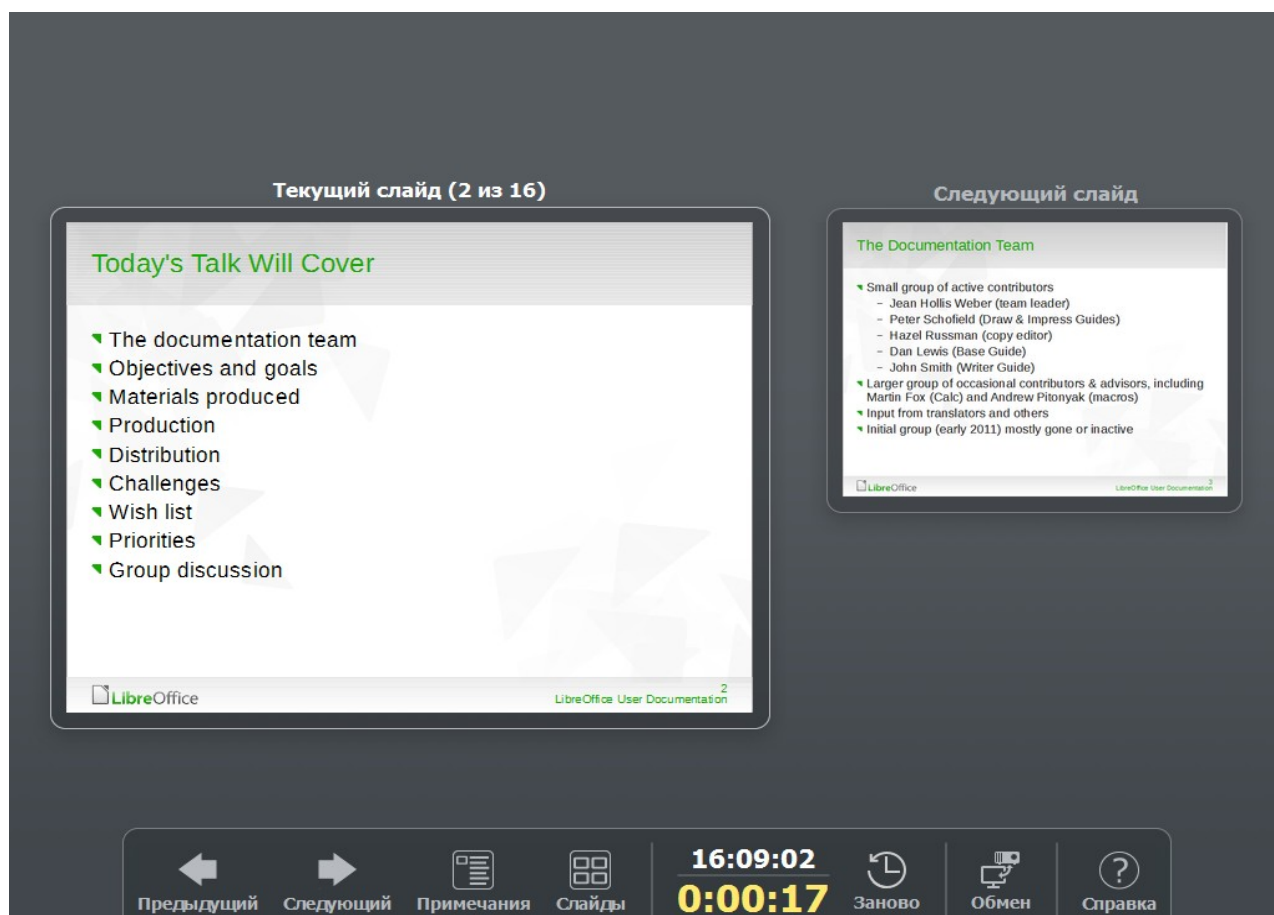 Текущий слайд (2 из 16)
Today's Talk Will Cover
The documentation team
Objectives and goals
Materials produced
Production
Distribution
Challenges
Wish list
Priorities
Group discussion
LibreOffice
2
LibreOffice User Documentation
Следующий слайд
The Documentation Team
Small group of active contributors
– Jean Hollis Weber (team leader)
– Peter Schofield (Draw & Impress Guides)
– Hazel Russman (copy editor)
– Dan Lewis (Base Guide)
– John Smith (Writer Guide)
Larger group of occasional contributors & advisors, including
Martin Fox (Calc) and Andrew Pitonyak (macros)
Input from translators and others
Initial group (early 2011) mostly gone or inactive
LibreOffice
3
LibreOffice User Documentation
Предыдущий
Следующий
Примечания
Слайды
16:09:02
0:00:17
Заново
Обмен
Справка